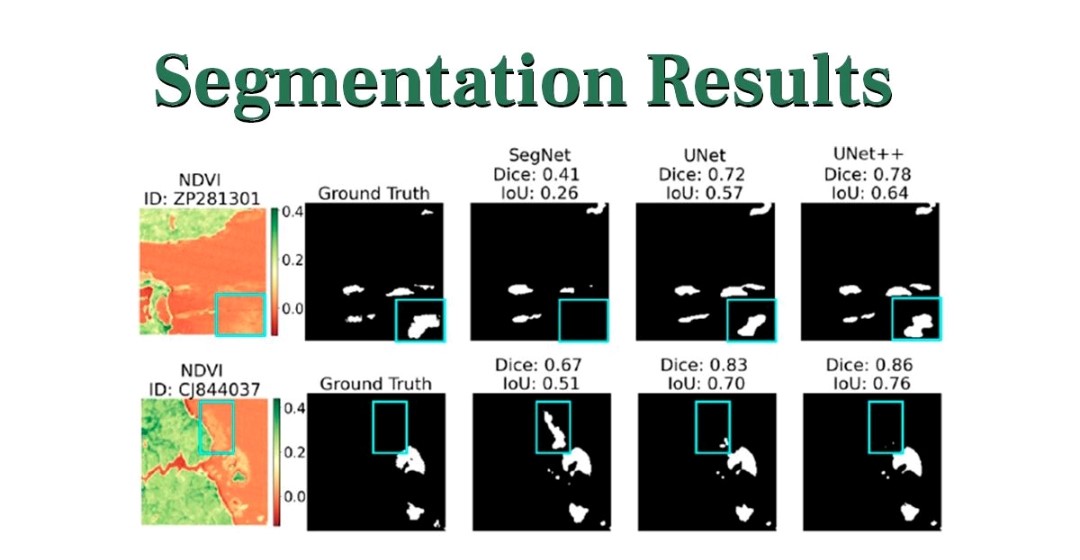 Segmentation Results
NDVI
ID: ZP281301
0.4
0.2
0.0
Ground Truth
SegNet
Dice: 0.41
IoU: 0.26
UNet
Dice: 0.72
IoU: 0.57
UNet++
Dice: 0.78
IoU: 0.64
NDVI
ID: CJ844037
0.4
0.2
0.0
Ground Truth
Dice: 0.67
IoU: 0.51
Dice: 0.83
IoU: 0.70
Dice: 0.86
IoU: 0.76